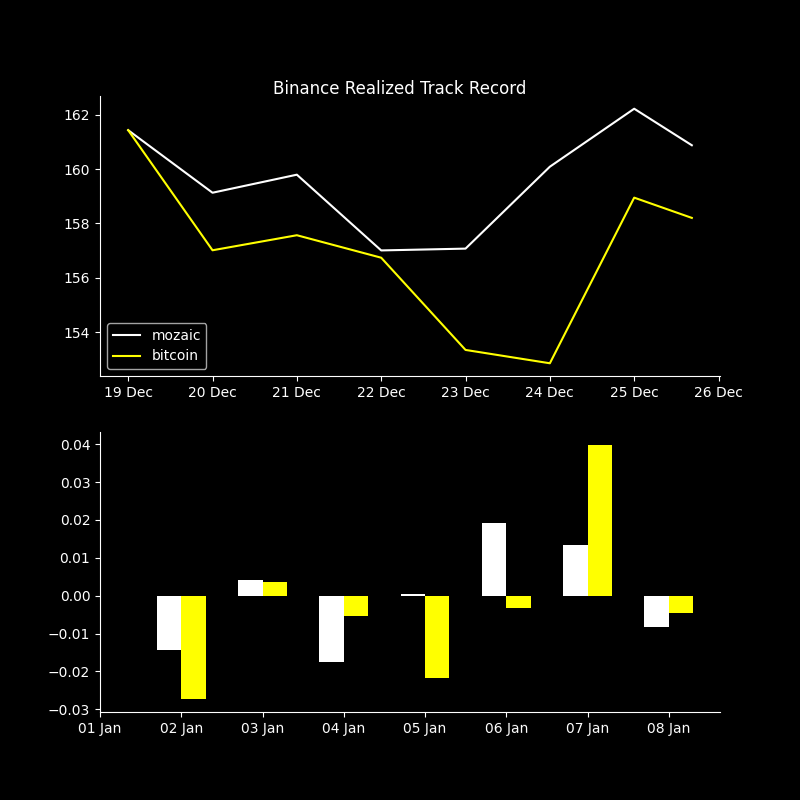 Binance Realized Track Record
162
160
158
156
154
mozaic
bitcoin
19 Dec 20 Dec 21 Dec 22 Dec 23 Dec 24 Dec 25 Dec 26 Dec
0.04
0.03
0.02
0.01
0.00
−0.01
−0.02
−0.03
01 Jan 02 Jan 03 Jan 04 Jan 05 Jan 06 Jan 07 Jan 08 Jan